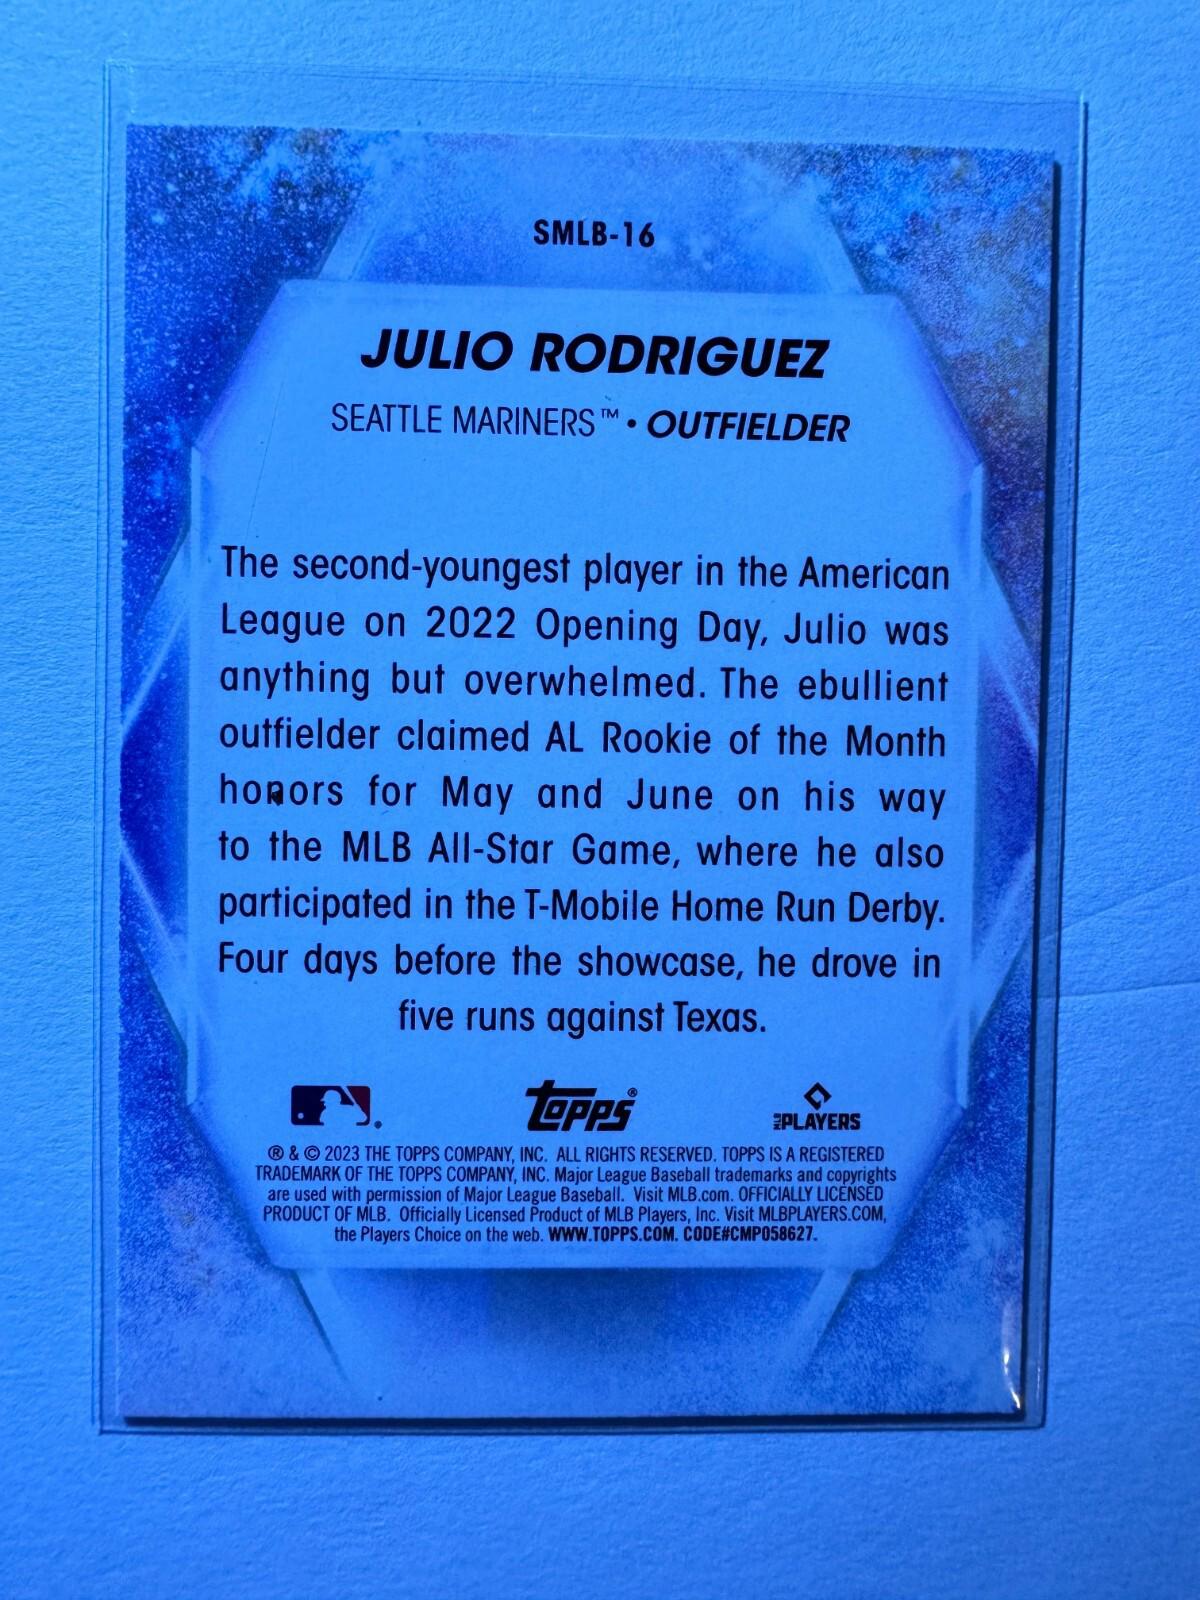 SMLB-16
JULIO RODRIGUEZ
SEATTLE MARINERS™ • OUTFIELDER
The second-youngest player in the American
League on 2022 Opening Day, Julio was
anything but overwhelmed. The ebullient
outfielder claimed AL Rookie of the Month
honors for May and June on his way
to the MLB All-Star Game, where he also
participated in the T-Mobile Home Run Derby.
Four days before the showcase, he drove in
five runs against Texas.
topps® MLB PLAYERS
® & © 2023 THE TOPPS COMPANY, INC. ALL RIGHTS RESERVED. TOPPS IS A REGISTERED
TRADEMARK OF THE TOPPS COMPANY, INC. Major League Baseball trademarks and copyrights
are used with permission of Major League Baseball. Visit MLB.com. OFFICIALLY LICENSED
PRODUCT OF MLB. Officially Licensed Product of MLB Players, Inc. Visit MLBPLAYERS.COM,
the Players Choice on the web. WWW.TOPPS.COM. CODE#CMP058627.